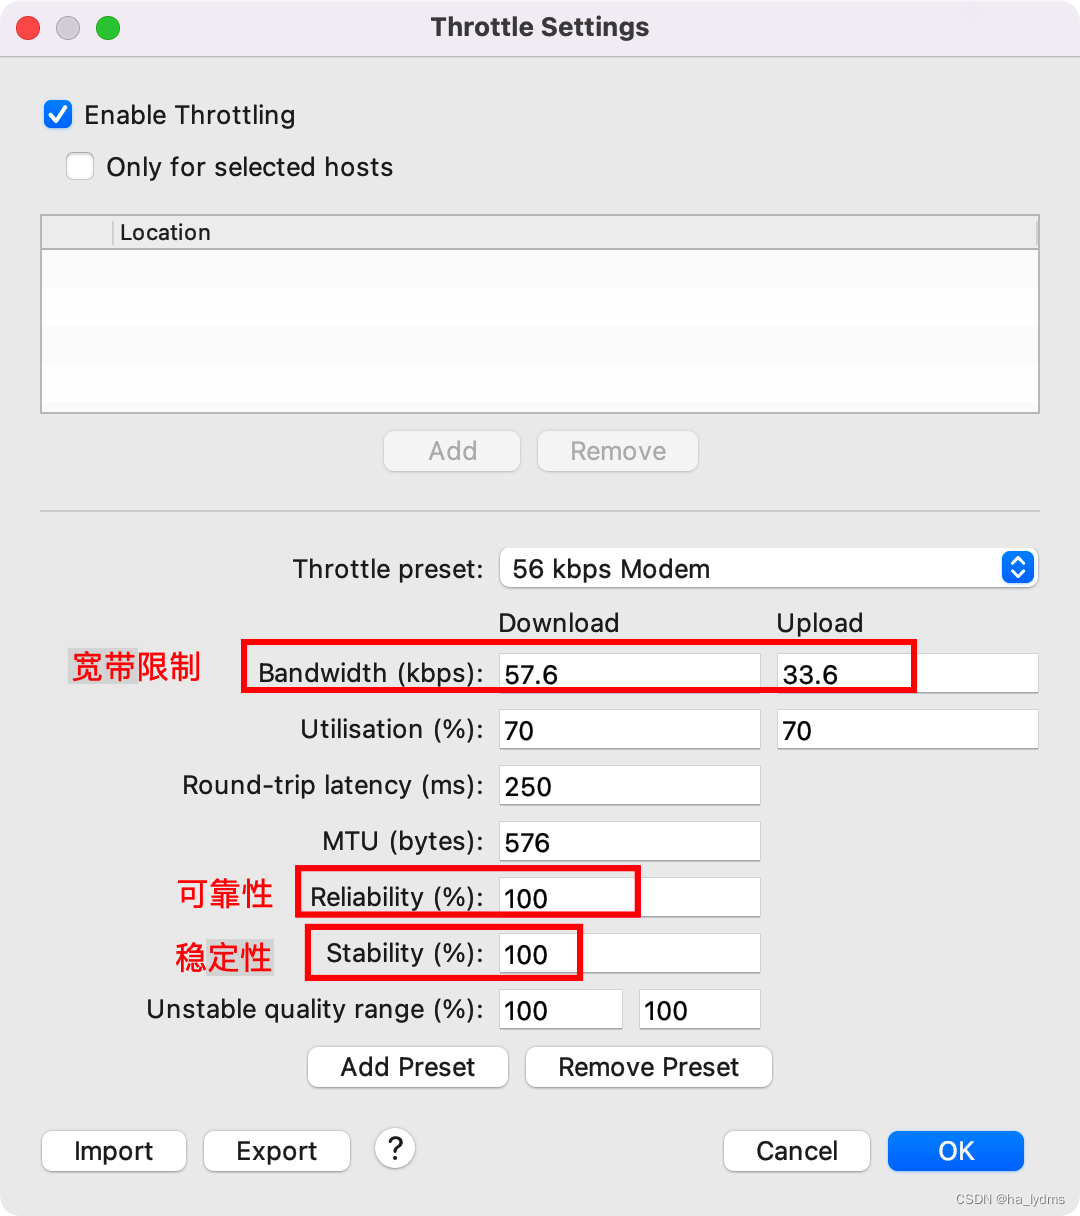 Throttle Settings
Enable Throttling
Only for selected hosts
Location
Add Remove
Throttle preset: 56 kbps Modem
Download Upload
宽带限制 Bandwidth (kbps): 57.6 33.6
Utilisation (%): 70 70
Round-trip latency (ms): 250
MTU (bytes): 576
可靠性 Reliability (%): 100
稳定性 Stability (%): 100
Unstable quality range (%): 100 100
Add Preset Remove Preset
Import Export ? Cancel OK
CSDN @ha_lydms